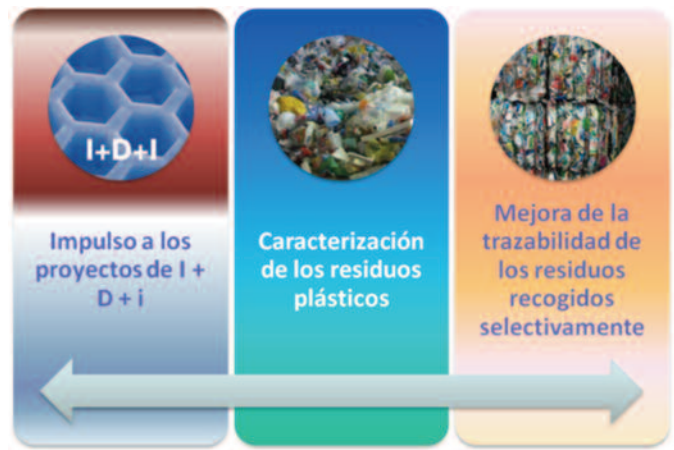 I+D+I
Impulso a los
proyectos de I +
D + i
Caracterización
de los residuos
plásticos
Mejora de la
trazabilidad de
los residuos
recogidos
selectivamente